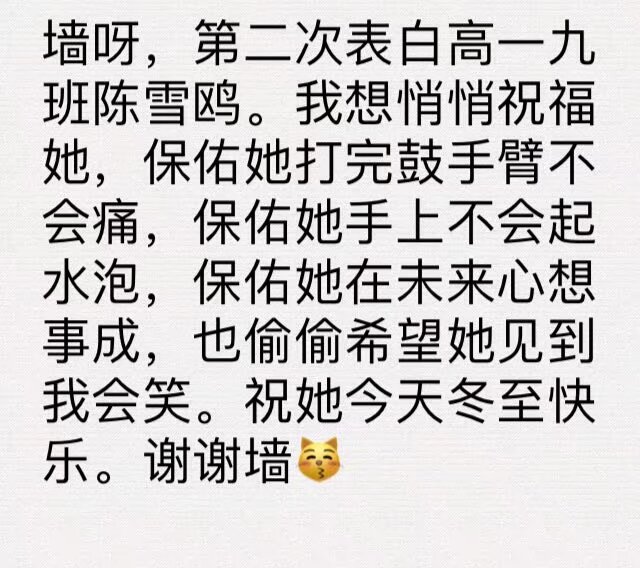 墙呀，第二次表白高一九
班陈雪鸥。我想悄悄祝福
她，保佑她打完鼓手臂不
会痛，保佑她手上不会起
水泡，保佑她在未来心想
事成，也偷偷希望她见到
我会笑。祝她今天冬至快
乐。谢谢墙😽